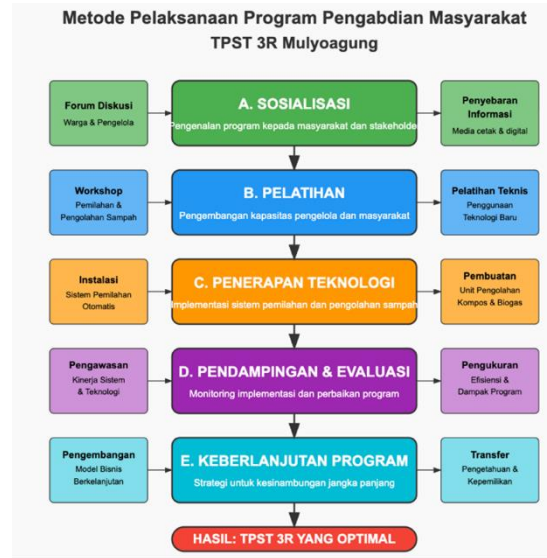 Metode Pelaksanaan Program Pengabdian Masyarakat
TPST 3R Mulyoagung
Forum Diskusi
Warga & Pengelola
A. SOSIALISASI
Pengenalan program kepada masyarakat dan stakeholde
Penyebaran
Informasi
Media cetak & digital
Workshop
Pemilahan &
Pengolahan Sampah
B. PELATIHAN
Pengembangan kapasitas pengelola dan masyarakat
Pelatihan Teknis
Penggunaan
Teknologi Baru
Instalasi
Sistem Pemilahan
Otomatis
C. PENERAPAN TEKNOLOGI
Implementasi sistem pemilahan dan pengolahan sampah
Pembuatan
Unit Pengolahan
Kompos & Biogas
Pengawasan
Kinerja Sistem
& Teknologi
D. PENDAMPINGAN & EVALUASI
Monitoring implementasi dan perbaikan program
Pengukuran
Efisiensi &
Dampak Program
Pengembangan
Model Bisnis
Berkelanjutan
E. KEBERLANJUTAN PROGRAM
Strategi untuk kesinambungan jangka panjang
Transfer
Pengetahuan &
Kepemilikan
HASIL: TPST 3R YANG OPTIMAL